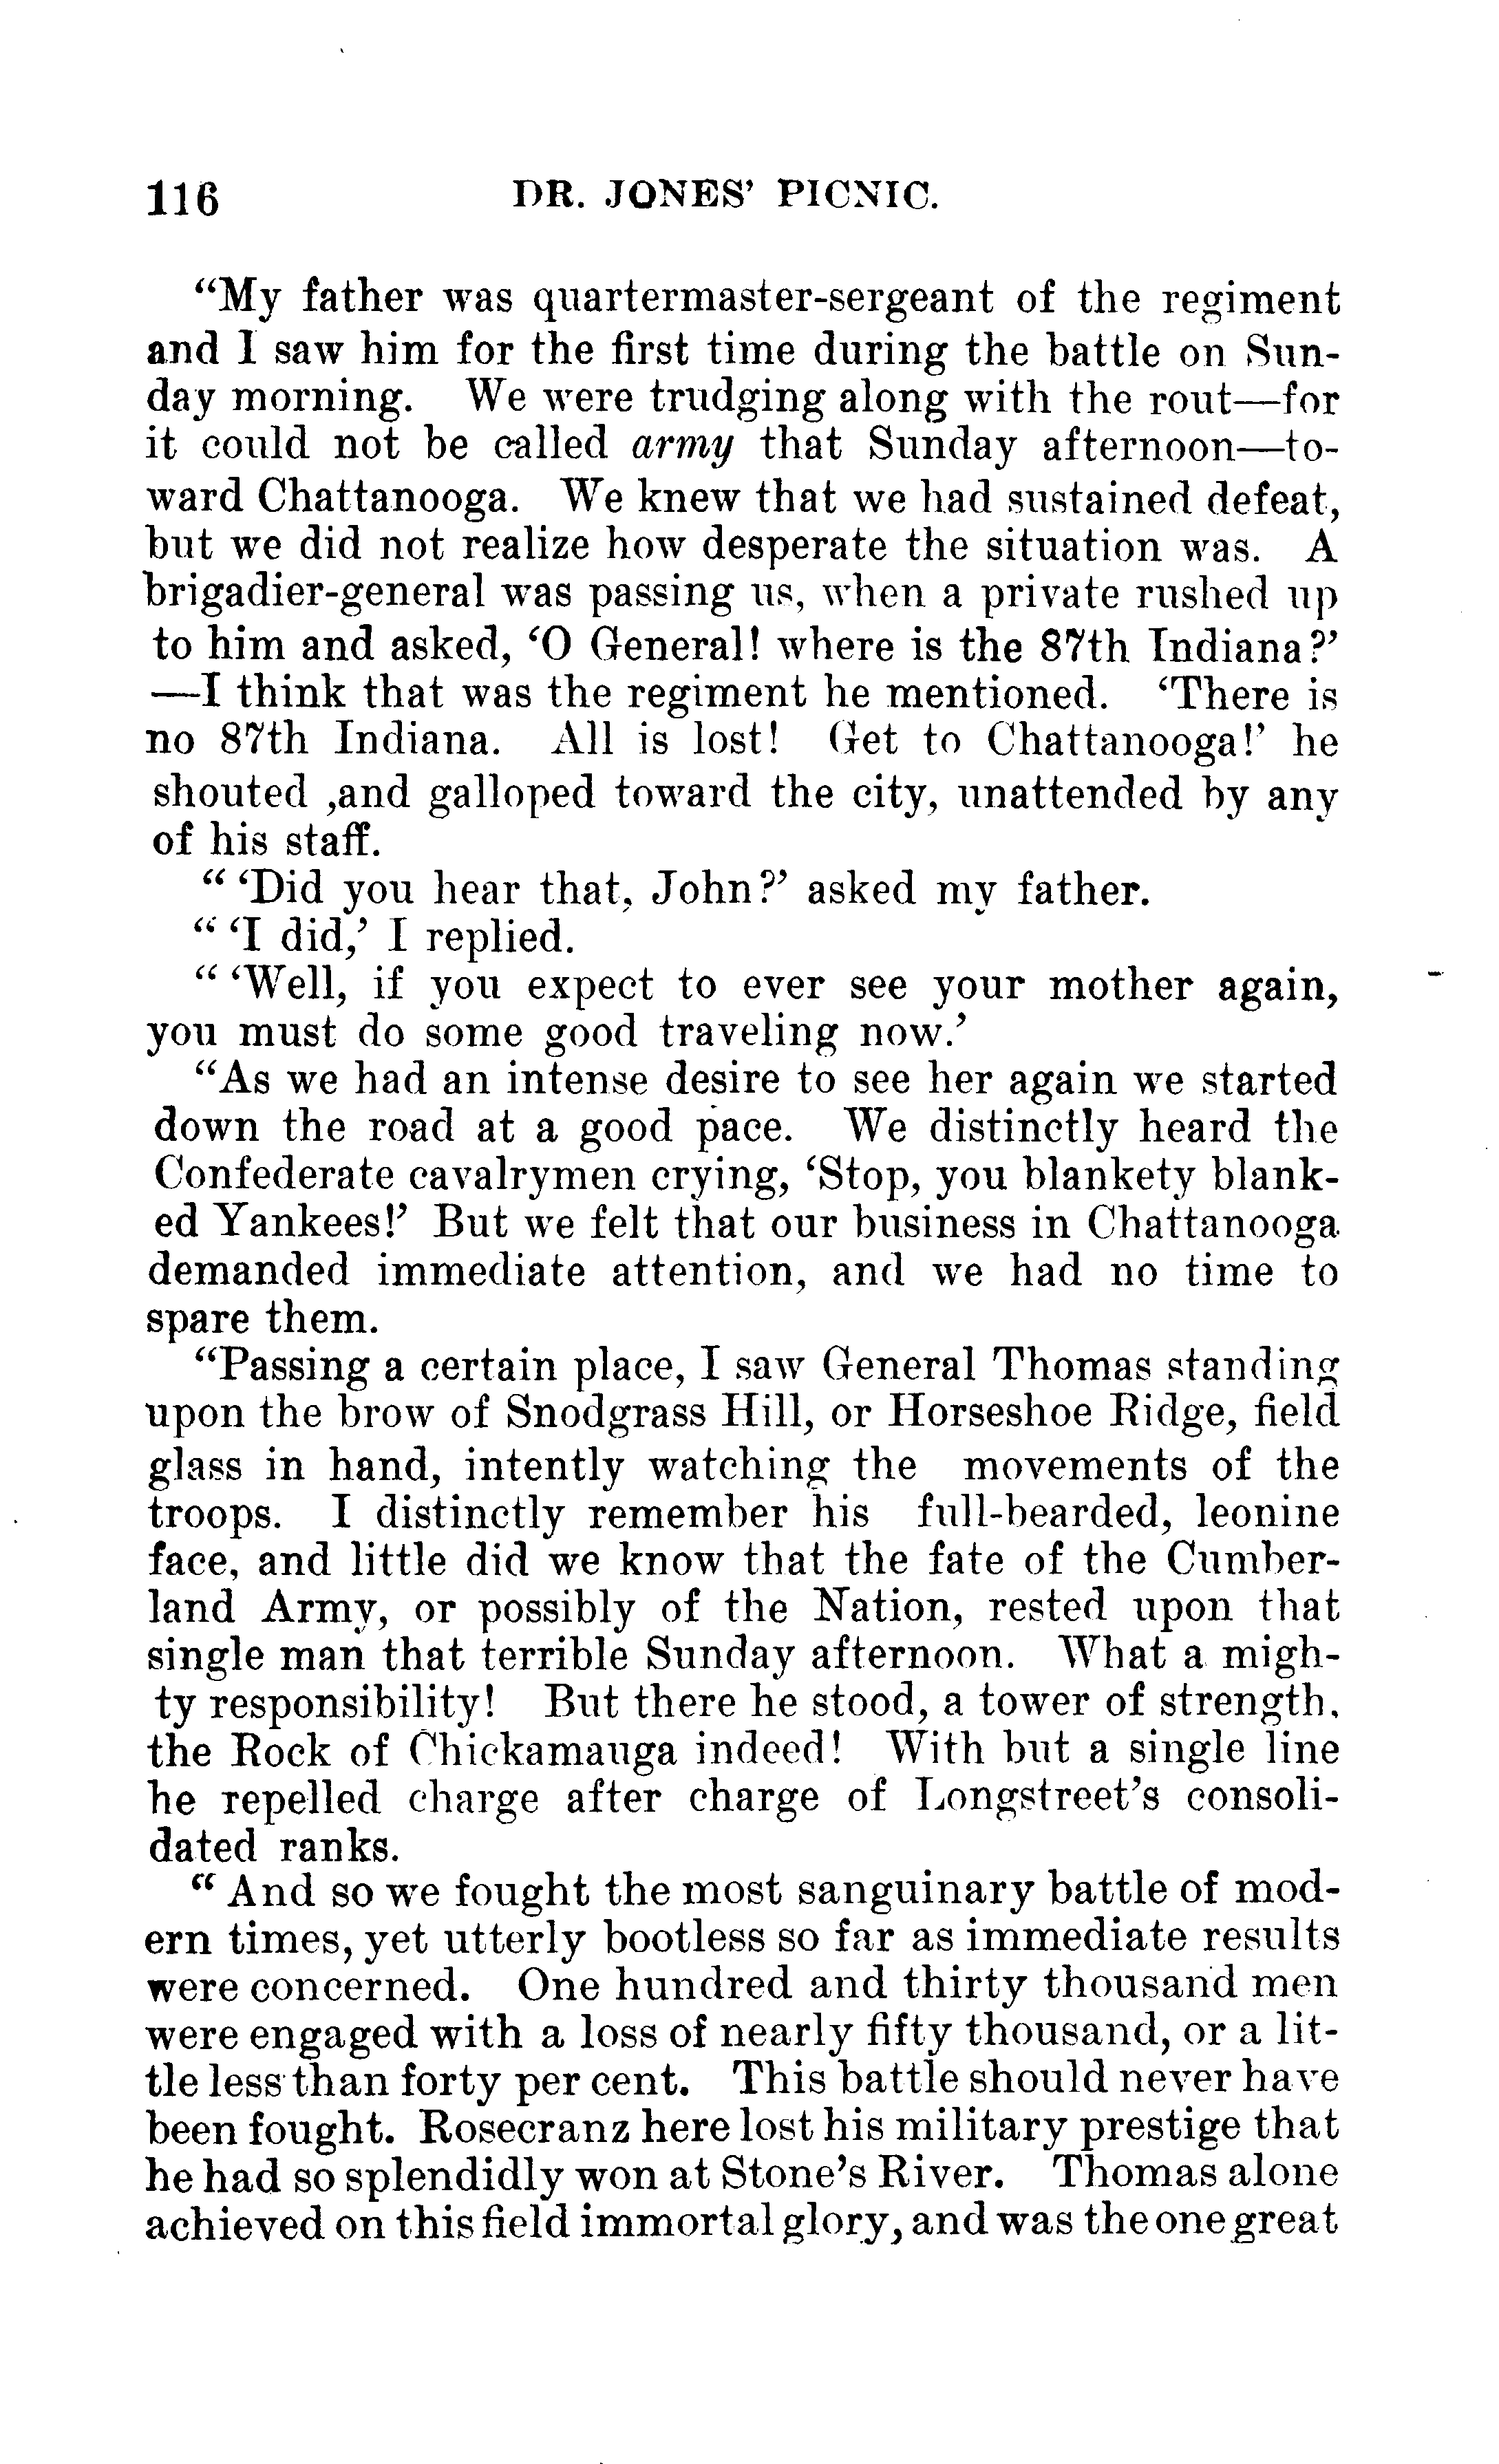 116 DR. JONES' PICNIC.
"My father was quartermaster-sergeant of the regiment
and I saw him for the first time during the battle on Sun-
day morning. We were trudging along with the rout—for
it could not be called army that Sunday afternoon—to-
ward Chattanooga. We knew that we had sustained defeat,
but we did not realize how desperate the situation was. A
brigadier-general was passing us, when a private rushed up
to him and asked, 'O General! where is the 87th Indiana?'
—I think that was the regiment he mentioned. 'There is
no 87th Indiana. All is lost! Get to Chattanooga!' he
shouted ,and galloped toward the city, unattended by any
of his staff.
" 'Did you hear that, John?' asked my father.
" 'I did,' I replied.
" 'Well, if you expect to ever see your mother again,
you must do some good traveling now.'
"As we had an intense desire to see her again we started
down the road at a good pace. We distinctly heard the
Confederate cavalrymen crying, 'Stop, you blankety blank-
ed Yankees!' But we felt that our business in Chattanooga
demanded immediate attention, and we had no time to
spare them.
"Passing a certain place, I saw General Thomas standing
upon the brow of Snodgrass Hill, or Horseshoe Ridge, field
glass in hand, intently watching the movements of the
troops. I distinctly remember his full-bearded, leonine
face, and little did we know that the fate of the Cumber-
land Army, or possibly of the Nation, rested upon that
single man that terrible Sunday afternoon. What a migh-
ty responsibility! But there he stood, a tower of strength.
the Rock of Chickamauga indeed! With but a single line
he repelled charge after charge of Longstreet's consoli-
dated ranks.
"And so we fought the most sanguinary battle of mod-
ern times, yet utterly bootless so far as immediate results
were concerned. One hundred and thirty thousand men
were engaged with a loss of nearly fifty thousand, or a lit-
tle less than forty per cent. This battle should never have
been fought. Rosecranz here lost his military prestige that
he had so splendidly won at Stone's River. Thomas alone
achieved on this field immortal glory, and was the one great